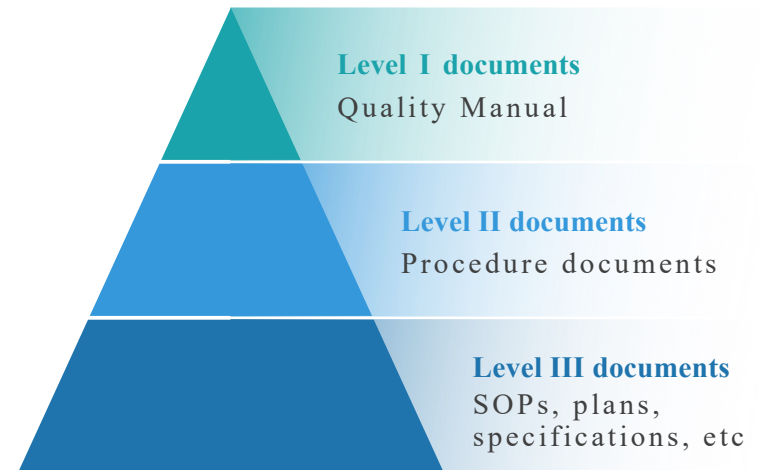 Level I documents
Quality Manual
Level II documents
Procedure documents
Level III documents
SOPs, plans,
specifications, etc